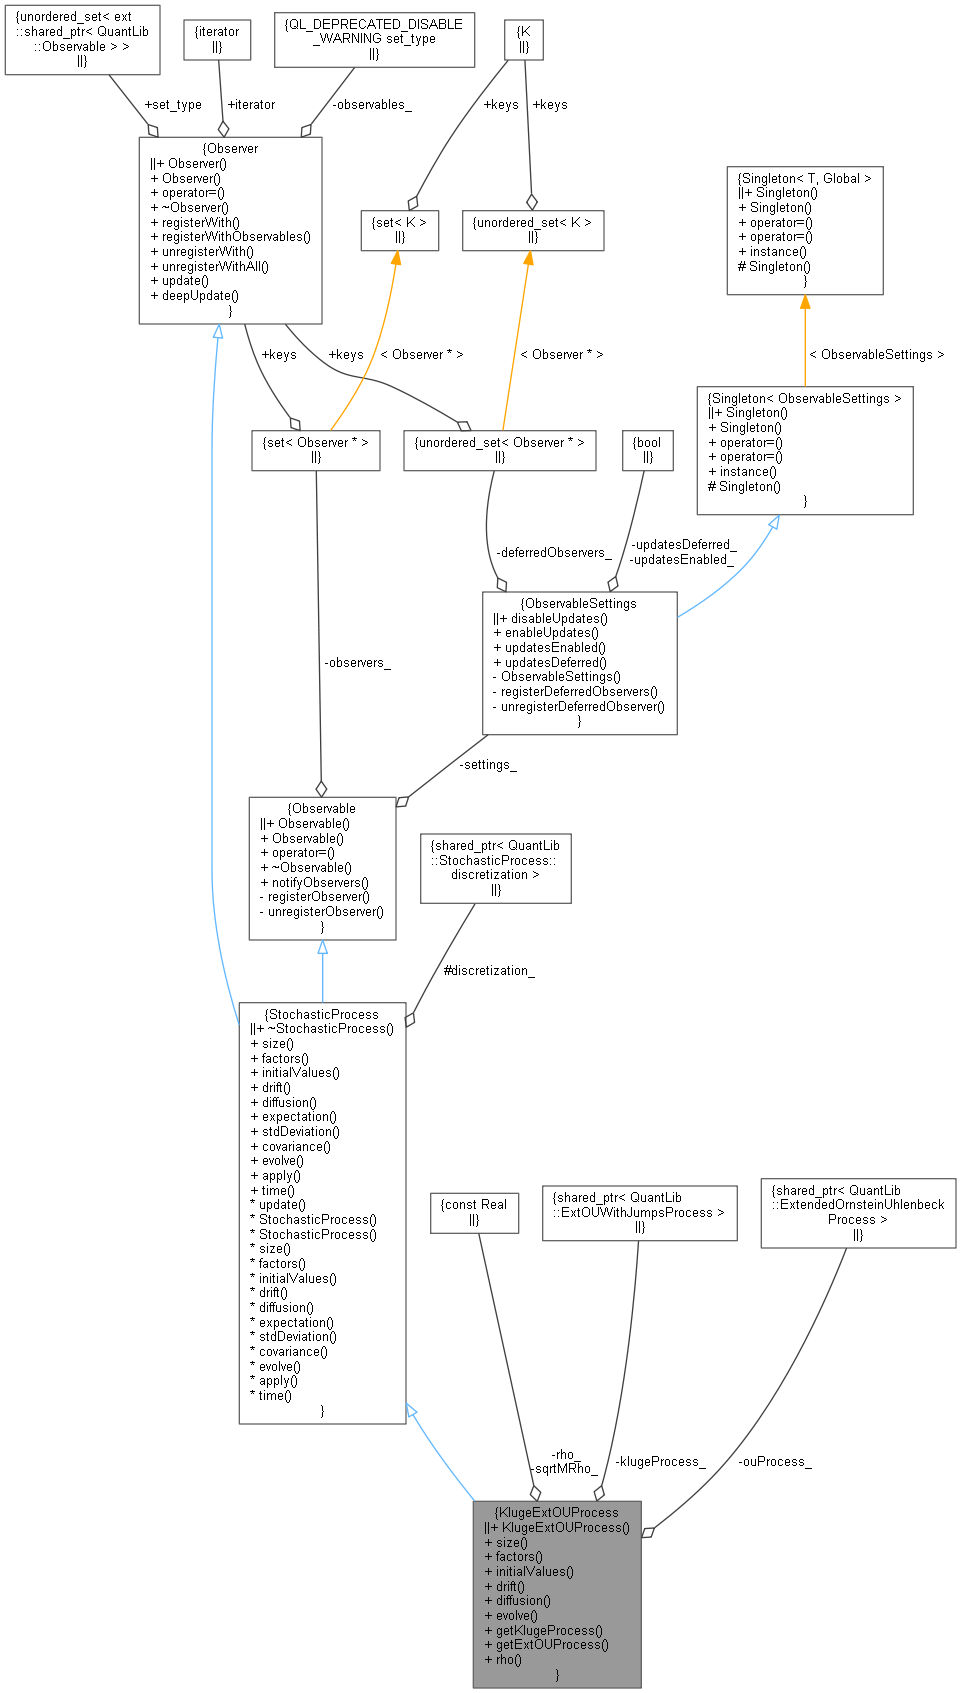 {unordered_set< ext
::shared_ptr< QuantLib
::Observable > >
||}
{iterator
||}
{QL_DEPRECATED_DISABLE
_WARNING set_type
||}
{K
||}
+set_type
+iterator
-observables_
+keys
+keys
{Observer
||+ Observer()
+ Observer()
+ operator=()
+ ~Observer()
+ registerWith()
+ registerWithObservables()
+ unregisterWith()
+ unregisterWithAll()
+ update()
+ deepUpdate()
}
{set< K >
||}
{unordered_set< K >
||}
{Singleton< T, Global >
||+ Singleton()
+ Singleton()
+ operator=()
+ operator=()
+ instance()
# Singleton()
}
+keys
+keys
< Observer * >
< Observer * >
< ObservableSettings >
{set< Observer * >
||}
{unordered_set< Observer * >
||}
{bool
||}
{Singleton< ObservableSettings >
||+ Singleton()
+ Singleton()
+ operator=()
+ operator=()
+ instance()
# Singleton()
}
-deferredObservers_
-updatesDeferred_
-updatesEnabled_
{ObservableSettings
||+ disableUpdates()
+ enableUpdates()
+ updatesEnabled()
+ updatesDeferred()
- ObservableSettings()
- registerDeferredObservers()
- unregisterDeferredObserver()
}
-observers_
-settings_
{Observable
||+ Observable()
+ Observable()
+ operator=()
+ ~Observable()
+ notifyObservers()
- registerObserver()
- unregisterObserver()
}
{shared_ptr< QuantLib
::StochasticProcess::
discretization >
||}
#discretization_
{StochasticProcess
||+ ~StochasticProcess()
+ size()
+ factors()
+ initialValues()
+ drift()
+ diffusion()
+ expectation()
+ stdDeviation()
+ covariance()
+ evolve()
+ apply()
+ time()
* update()
* StochasticProcess()
* StochasticProcess()
* size()
* factors()
* initialValues()
* drift()
* diffusion()
* expectation()
* stdDeviation()
* covariance()
* evolve()
* apply()
* time()
}
{const Real
||}
{shared_ptr< QuantLib
::ExtOUWithJumpsProcess >
||}
{shared_ptr< QuantLib
::ExtendedOrnsteinUhlenbeck
Process >
||}
-rho_
-sqrtMRho_
-klugeProcess_
-ouProcess_
{KlugeExtOUProcess
||+ KlugeExtOUProcess()
+ size()
+ factors()
+ initialValues()
+ drift()
+ diffusion()
+ evolve()
+ getKlugeProcess()
+ getExtOUProcess()
+ rho()
}